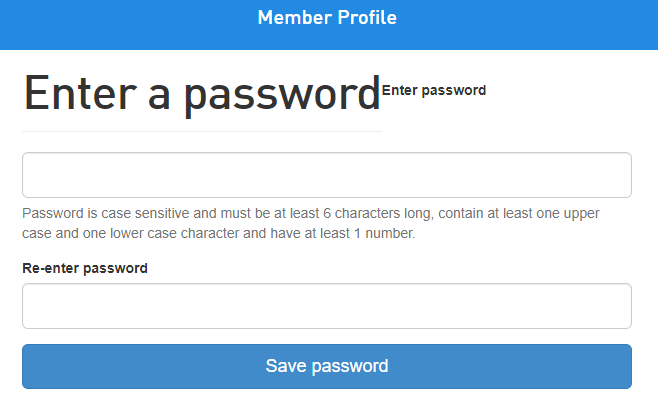 Member Profile
Enter a password
Enter password
Password is case sensitive and must be at least 6 characters long, contain at least one upper
case and one lower case character and have at least 1 number.
Re-enter password
Save password